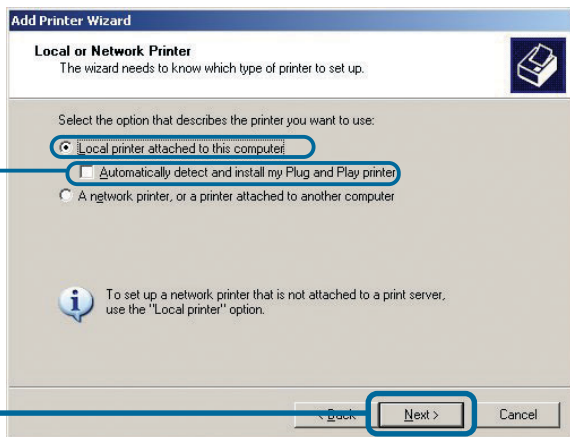 Add Printer Wizard
Local or Network Printer
The wizard needs to know which type of printer to set up.
Select the option that describes the printer you want to use:
Local printer attached to this computer
Automatically detect and install my Plug and Play printer
A network printer, or a printer attached to another computer
To set up a network printer that is not attached to a print server,
use the "Local printer" option.
< Back
Next >
Cancel